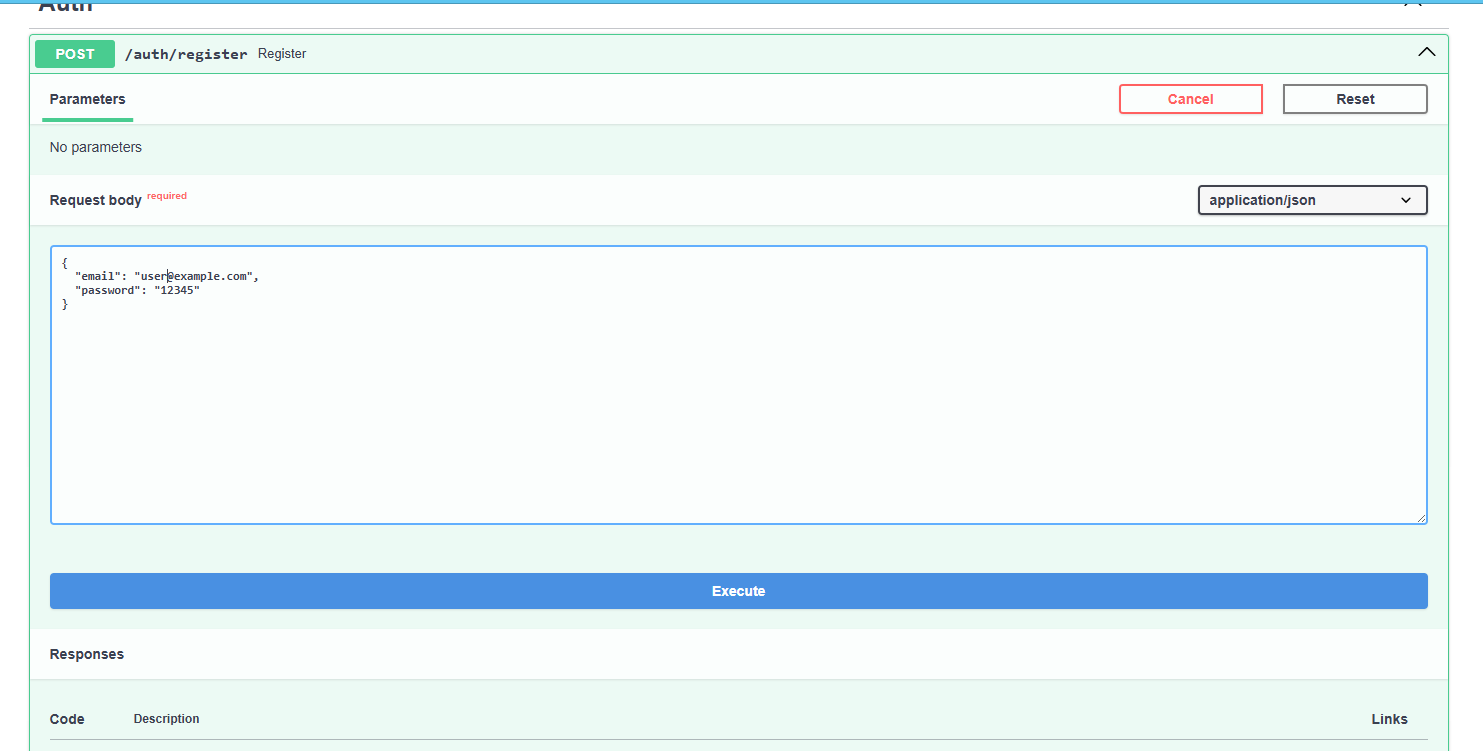 Auth
POST /auth/register Register
Parameters Cancel Reset
No parameters
Request body required application/json
{
"email": "user@example.com",
"password": "12345"
}
Execute
Responses
Code Description Links